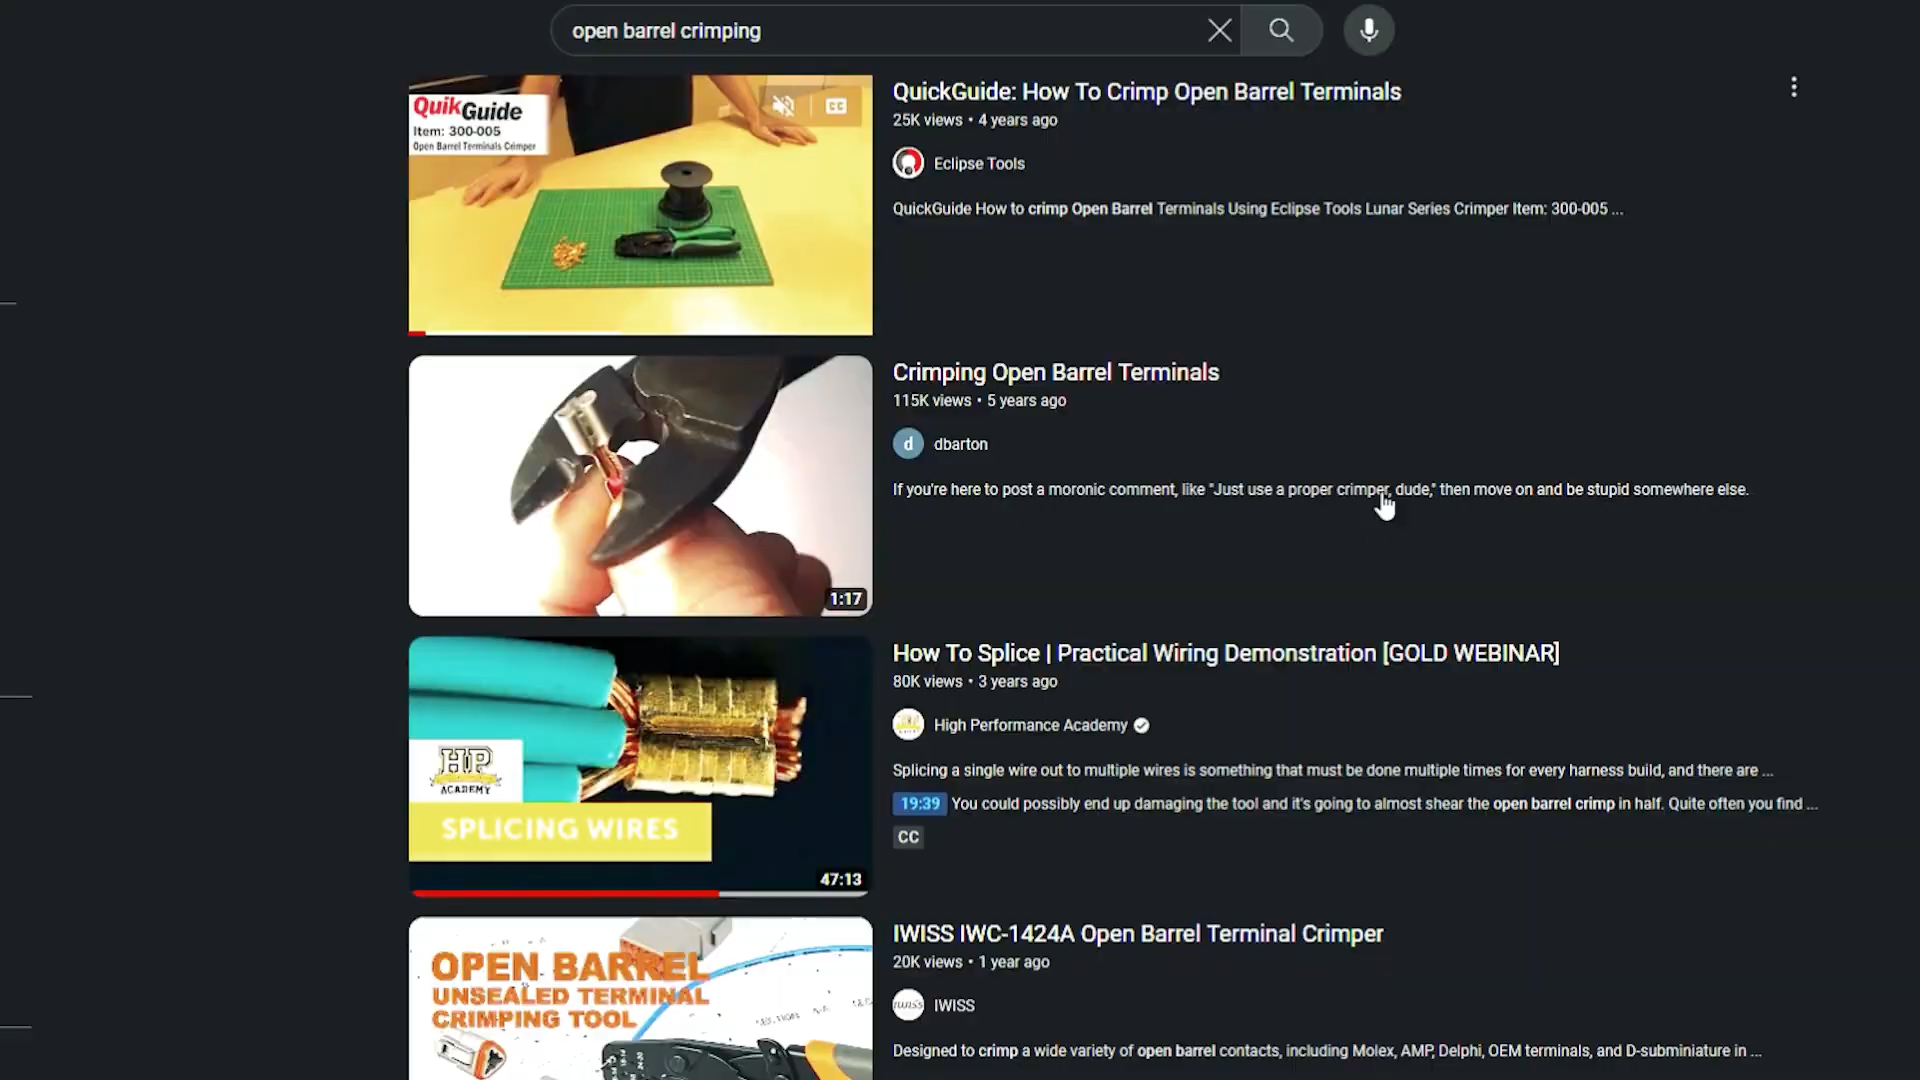 open barrel crimping
QuikGuide
Item: 300-005
Open Barrel Terminals Crimper
CC
QuickGuide: How To Crimp Open Barrel Terminals
25K views • 4 years ago
Eclipse Tools
QuickGuide How to crimp Open Barrel Terminals Using Eclipse Tools Lunar Series Crimper Item: 300-005 ...
1:17
Crimping Open Barrel Terminals
115K views • 5 years ago
d dbarton
If you're here to post a moronic comment, like "Just use a proper crimper, dude," then move on and be stupid somewhere else.
HP
ACADEMY
SPLICING WIRES
47:13
How To Splice | Practical Wiring Demonstration [GOLD WEBINAR]
80K views • 3 years ago
High Performance Academy
Splicing a single wire out to multiple wires is something that must be done multiple times for every harness build, and there are ...
19:39 You could possibly end up damaging the tool and it's going to almost shear the open barrel crimp in half. Quite often you find ...
CC
OPEN BARREL
UNSEALED TERMINAL
CRIMPING TOOL
IWISS IWC-1424A Open Barrel Terminal Crimper
20K views • 1 year ago
IWISS
Designed to crimp a wide variety of open barrel contacts, including Molex, AMP, Delphi, OEM terminals, and D-subminiature in ...